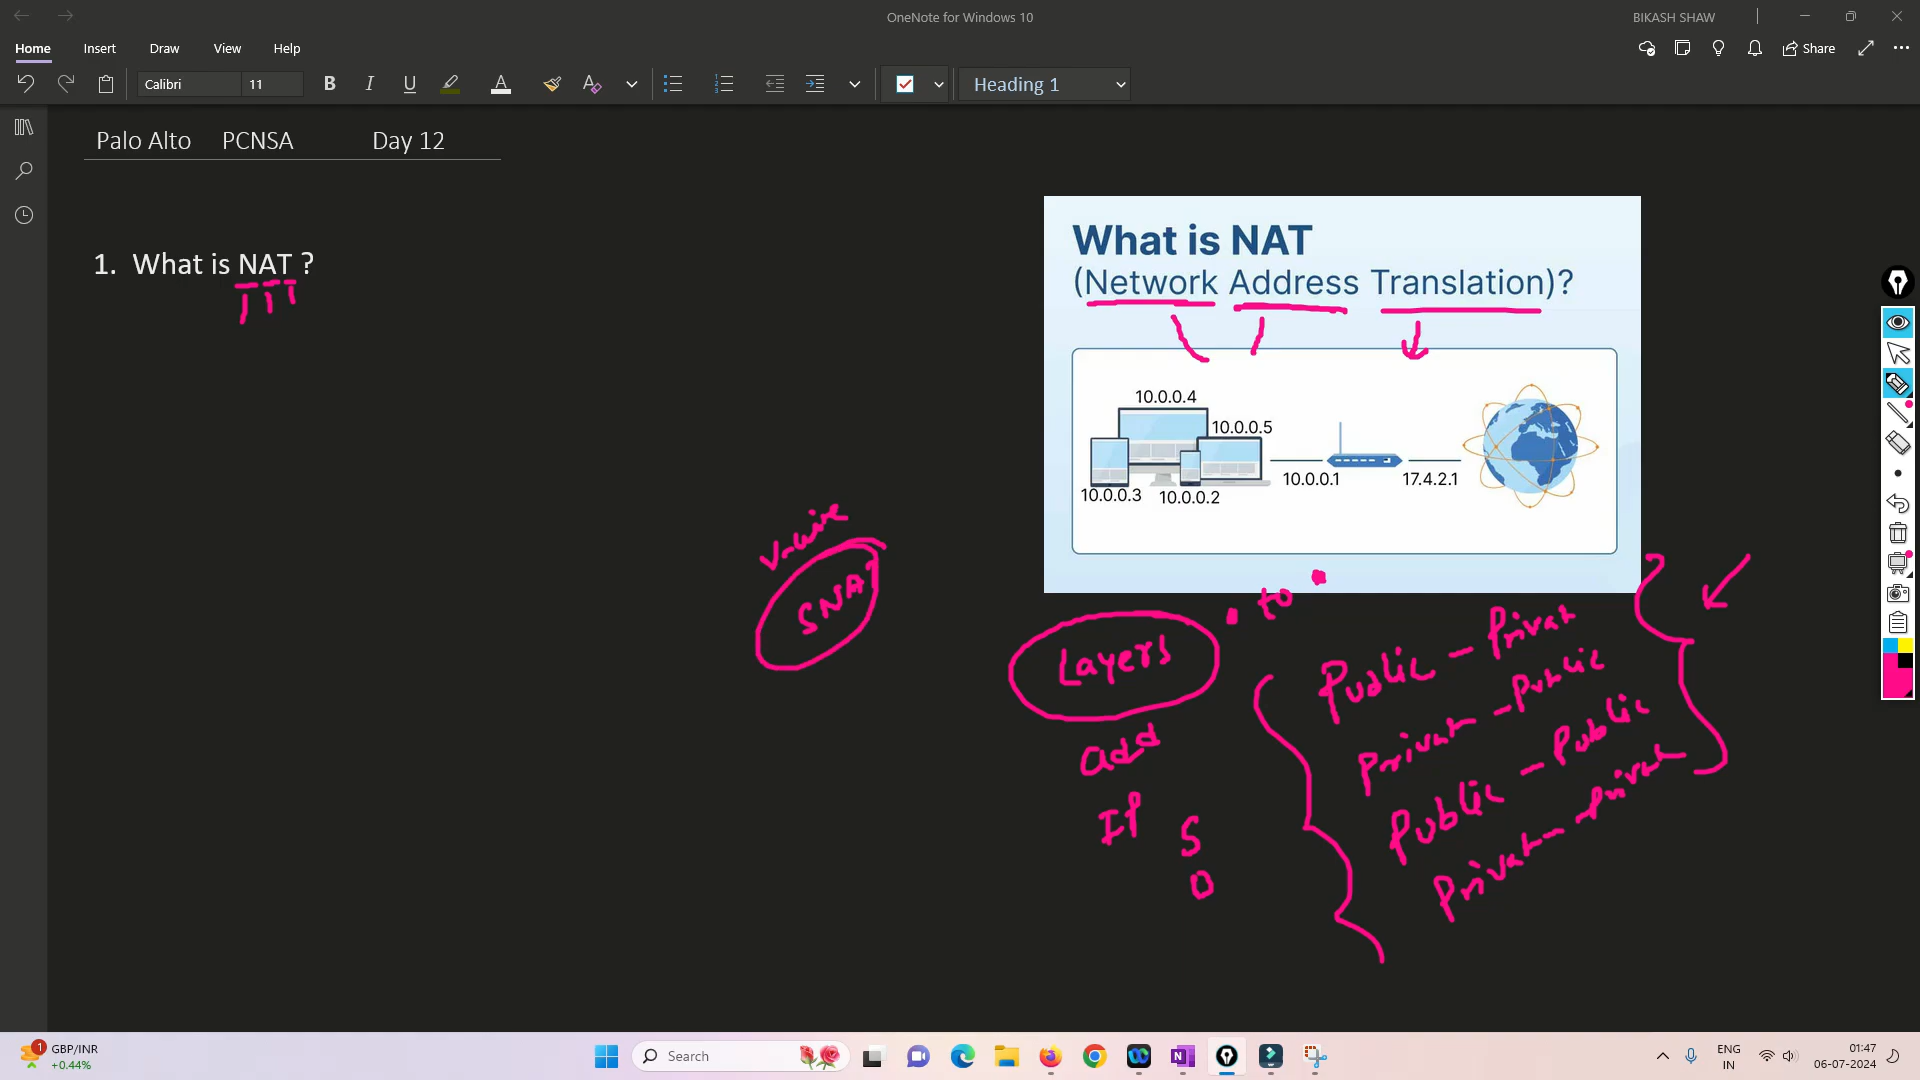 OneNote for Windows 10
BIKASH SHAW
Home Insert Draw View Help
Share
Calibri 11 B I U A A Heading 1
Palo Alto PCNSA Day 12
1. What is NAT ?
What is NAT
(Network Address Translation)?
10.0.0.4
10.0.0.5
10.0.0.1 17.4.2.1
10.0.0.3 10.0.0.2
V-wire
SNAT
to
Layers
add
IP
S
D
Public - Privat
Privat - Public
Public - Public
Privat - Privat
1 GBP/INR
+0.44%
Search
ENG
IN
01:47
06-07-2024